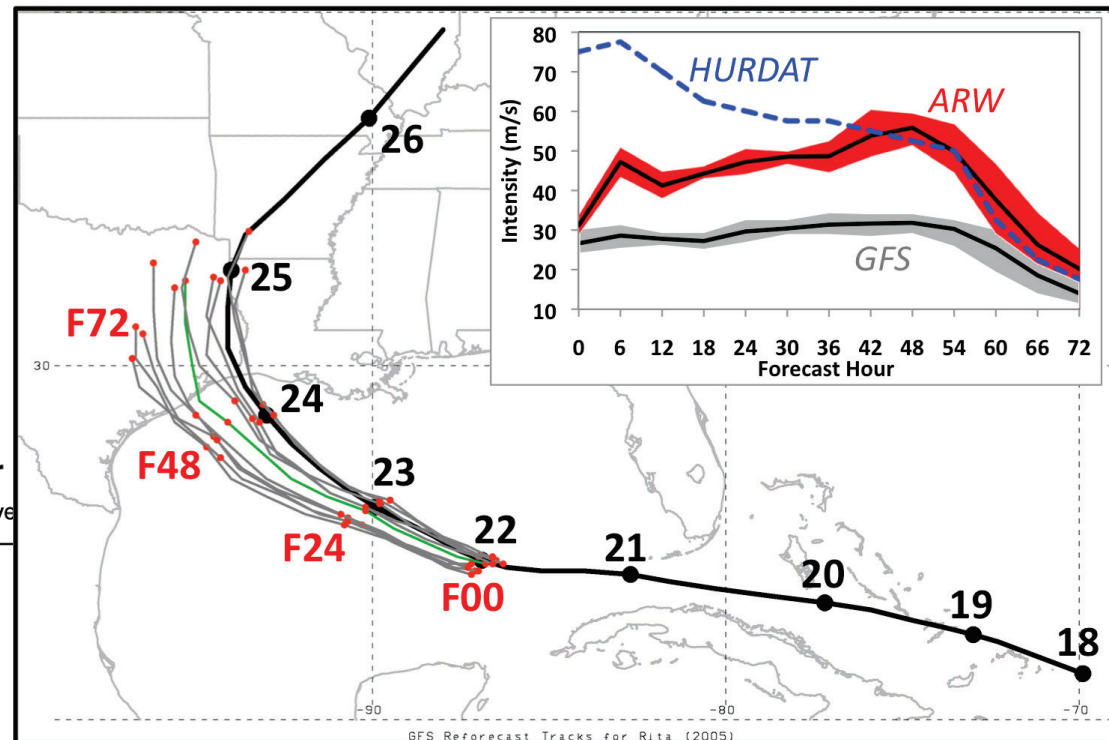 80
70
60
50
40
30
20
10
Intensity (m/s)
HURDAT
ARW
GFS
0 6 12 18 24 30 36 42 48 54 60 66 72
Forecast Hour
26
25
F72
30
24
F48
23
F24
22
F00
21
20
19
18
ve
-90
-80
-70
GFS Reforecast Tracks for Rita (2005)